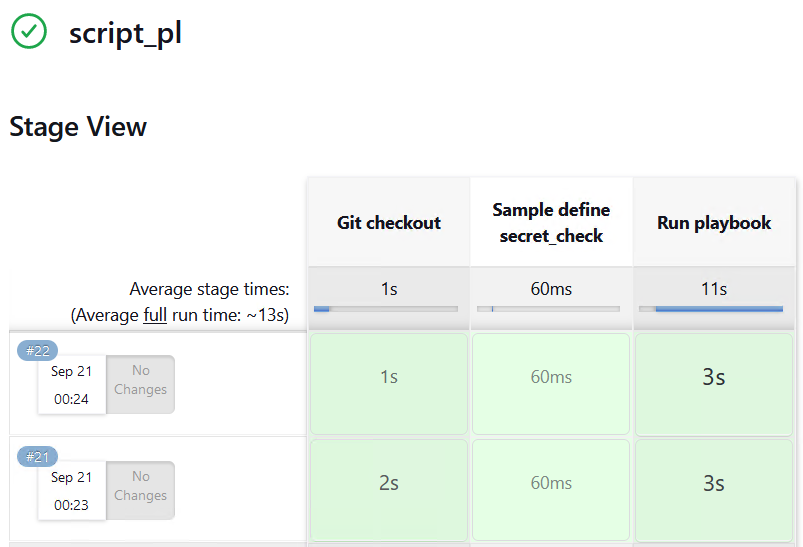 script_pl
Stage View
Git checkout
Sample define
secret_check
Run playbook
Average stage times:
(Average full run time: ~13s)
1s
60ms
11s
#22
Sep 21
00:24
No
Changes
1s
60ms
3s
#21
Sep 21
00:23
No
Changes
2s
60ms
3s